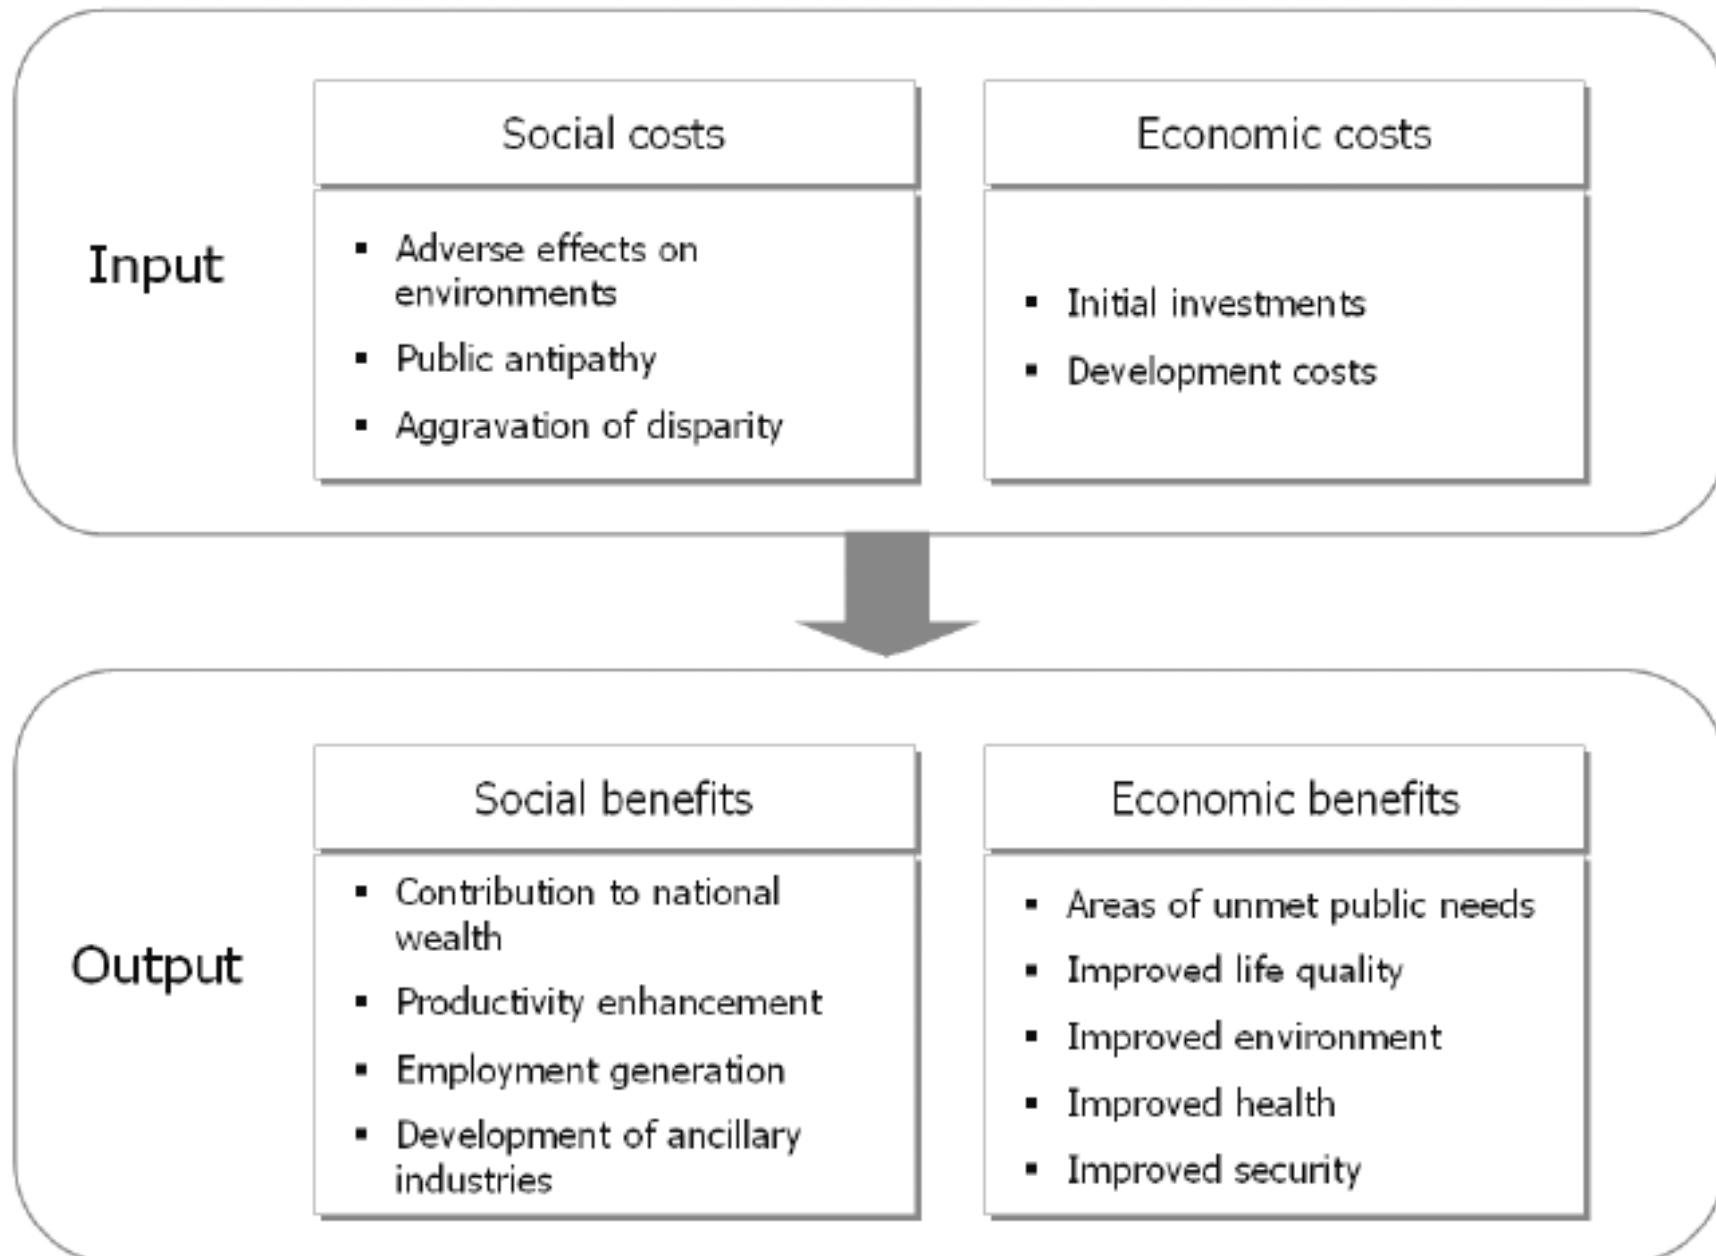 Input
Social costs
▪ Adverse effects on
environments
▪ Public antipathy
▪ Aggravation of disparity
Economic costs
▪ Initial investments
▪ Development costs
Output
Social benefits
▪ Contribution to national
wealth
▪ Productivity enhancement
▪ Employment generation
▪ Development of ancillary
industries
Economic benefits
▪ Areas of unmet public needs
▪ Improved life quality
▪ Improved environment
▪ Improved health
▪ Improved security